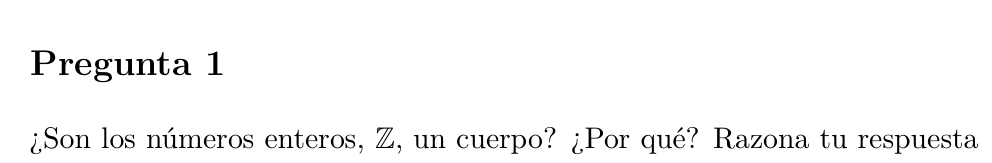 Pregunta 1
¿Son los números enteros, ℤ, un cuerpo? ¿Por qué? Razona tu respuesta